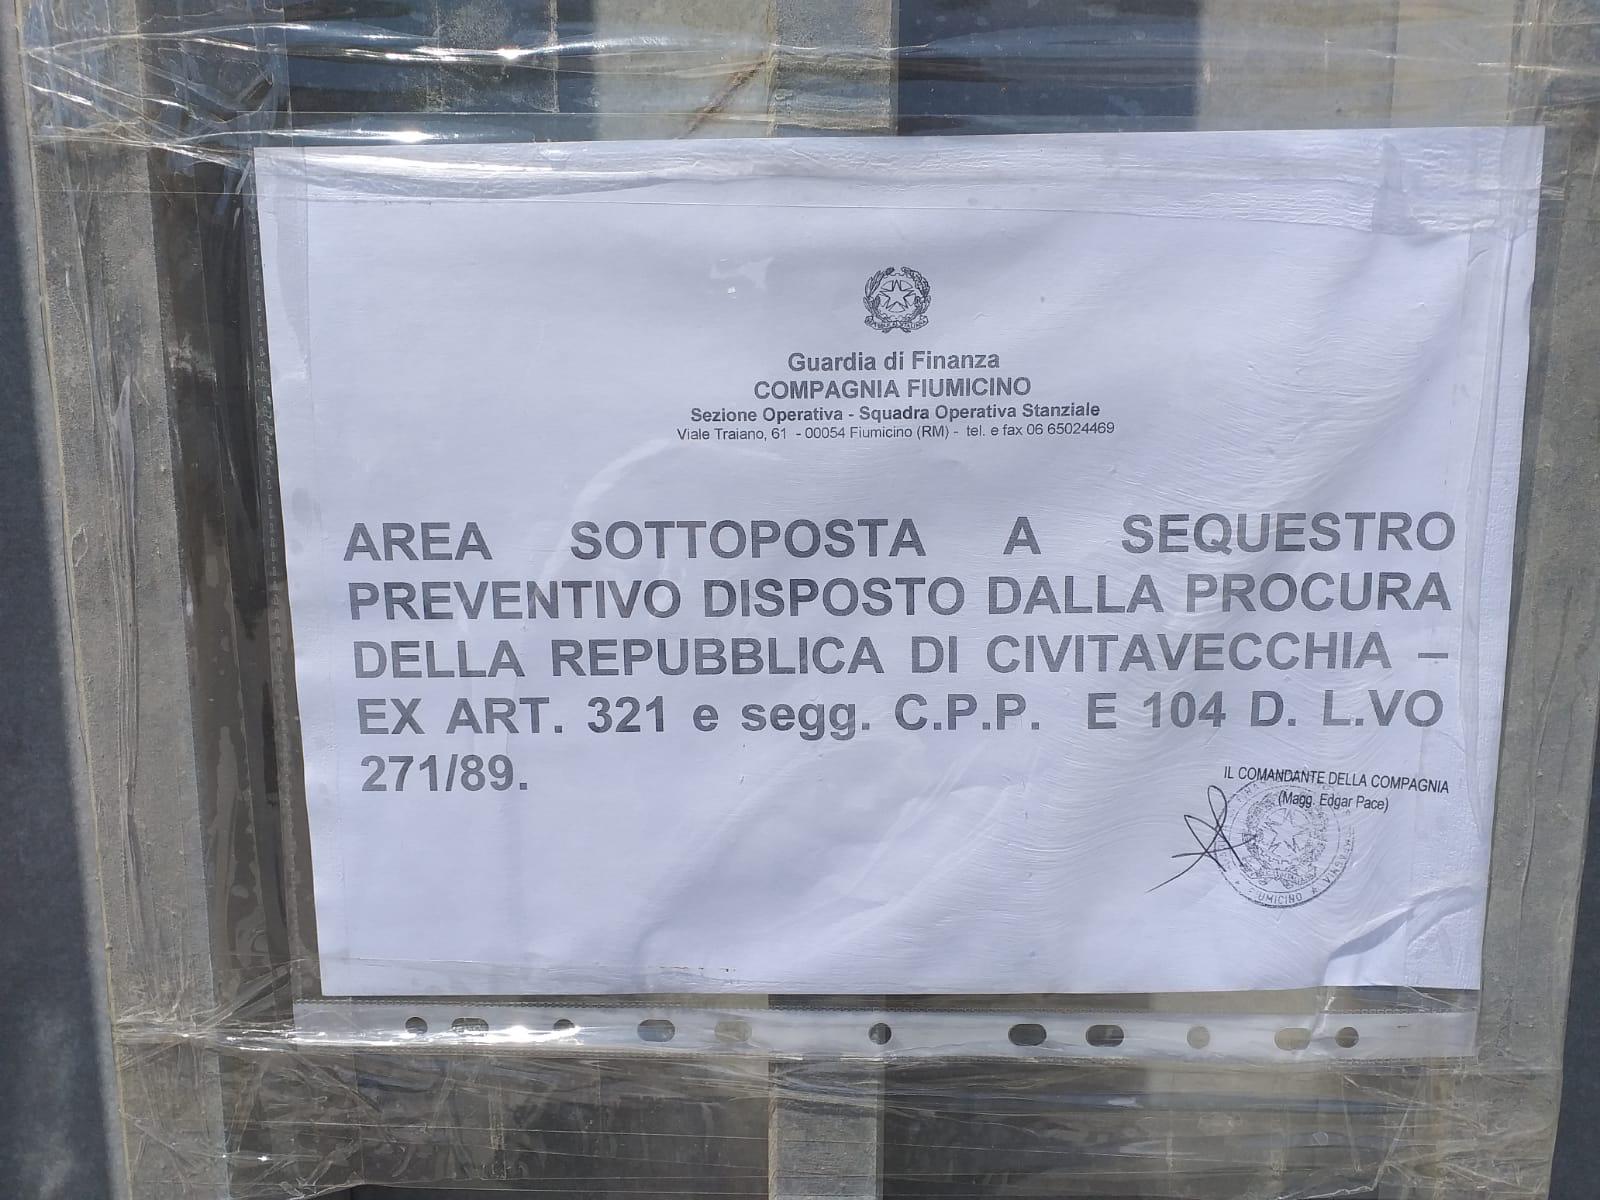 Guardia di Finanza
COMPAGNIA FIUMICINO
Sezione Operativa - Squadra Operativa Stanziale
Viale Traiano, 61 - 00054 Fiumicino (RM) - tel. e fax 06 65024469
AREA SOTTOPOSTA A SEQUESTRO
PREVENTIVO DISPOSTO DALLA PROCURA
DELLA REPUBBLICA DI CIVITAVECCHIA –
EX ART. 321 e segg. C.P.P. E 104 D. L.VO
271/89.
IL COMANDANTE DELLA COMPAGNIA
(Magg. Edgar Pace)
FIUMICINO